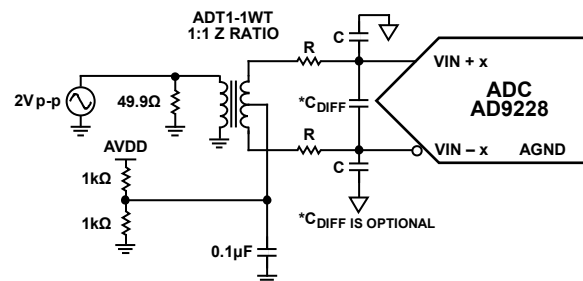 ADT1-1WT
1:1 Z RATIO
C
R
VIN + x
ADC
AD9228
2V p-p
49.9Ω
*CDIFF
R
VIN – x
AGND
AVDD
C
1kΩ
*CDIFF IS OPTIONAL
1kΩ
0.1µF